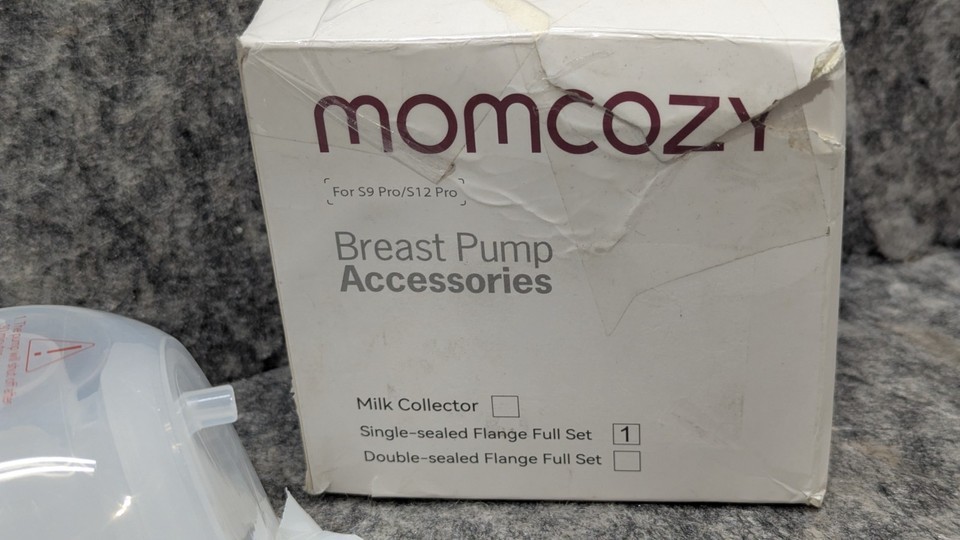 momcozy
For S9 Pro/S12 Pro
Breast Pump
Accessories
Milk Collector
Single-sealed Flange Full Set 1
Double-sealed Flange Full Set